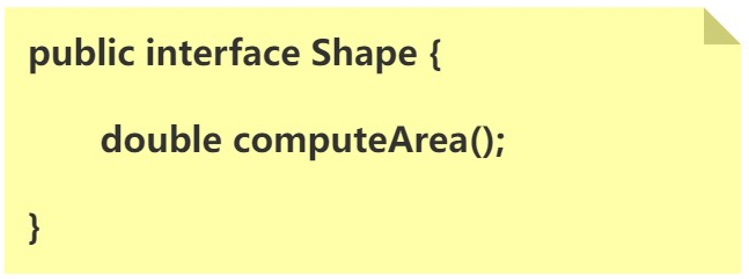 public interface Shape {
double computeArea();
}